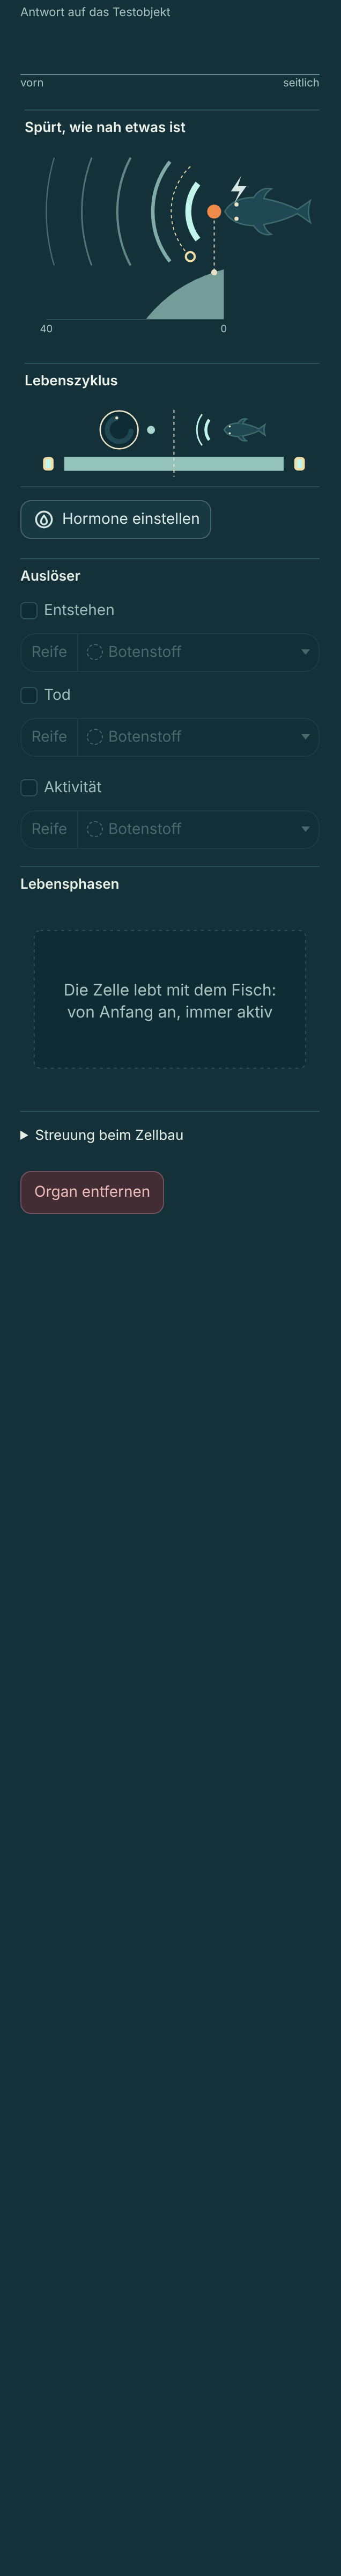 Antwort auf das Testobjekt
vorn seitlich
Spürt, wie nah etwas ist
40 0
Lebenszyklus
Hormone einstellen
Auslöser
Entstehen
Reife Botenstoff
Tod
Reife Botenstoff
Aktivität
Reife Botenstoff
Lebensphasen
Die Zelle lebt mit dem Fisch:
von Anfang an, immer aktiv
Streuung beim Zellbau
Organ entfernen